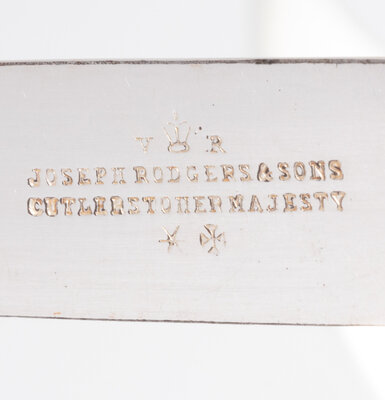 V R
JOSEPH RODGERS & SONS
CUTLERS TO HER MAJESTY